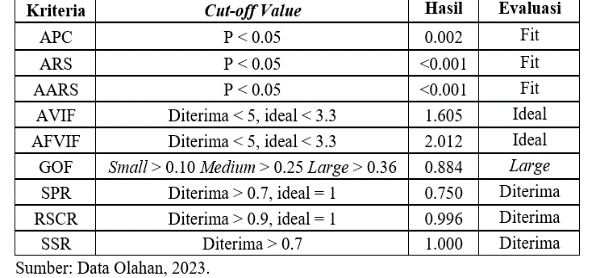 Kriteria Cut-off Value Hasil Evaluasi
APC P < 0.05 0.002 Fit
ARS P < 0.05 <0.001 Fit
AARS P < 0.05 <0.001 Fit
AVIF Diterima < 5, ideal < 3.3 1.605 Ideal
AFVIF Diterima < 5, ideal < 3.3 2.012 Ideal
GOF Small > 0.10 Medium > 0.25 Large > 0.36 0.884 Large
SPR Diterima > 0.7, ideal = 1 0.750 Diterima
RSCR Diterima > 0.9, ideal = 1 0.996 Diterima
SSR Diterima > 0.7 1.000 Diterima
Sumber: Data Olahan, 2023.